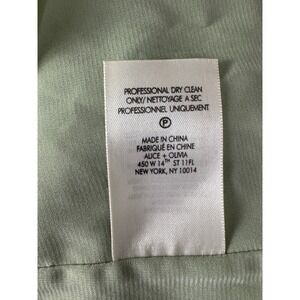 PROFESSIONAL DRY CLEAN
ONLY/ NETTOYAGE A SEC
PROFESSIONNEL UNIQUEMENT
P
MADE IN CHINA
FABRIQUÉ EN CHINE
ALICE + OLIVIA
450 W 14TH ST 11FL
NEW YORK, NY 10014